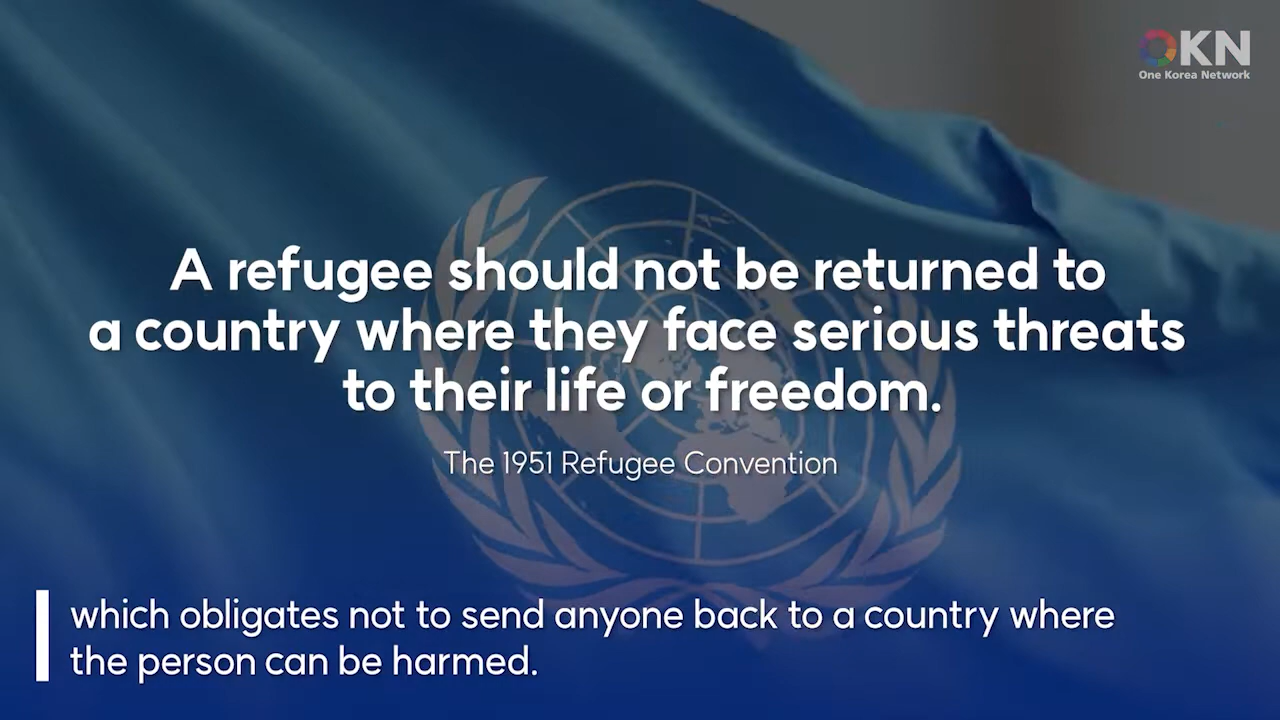 OKN
One Korea Network
A refugee should not be returned to
a country where they face serious threats
to their life or freedom.
The 1951 Refugee Convention
which obligates not to send anyone back to a country where
the person can be harmed.